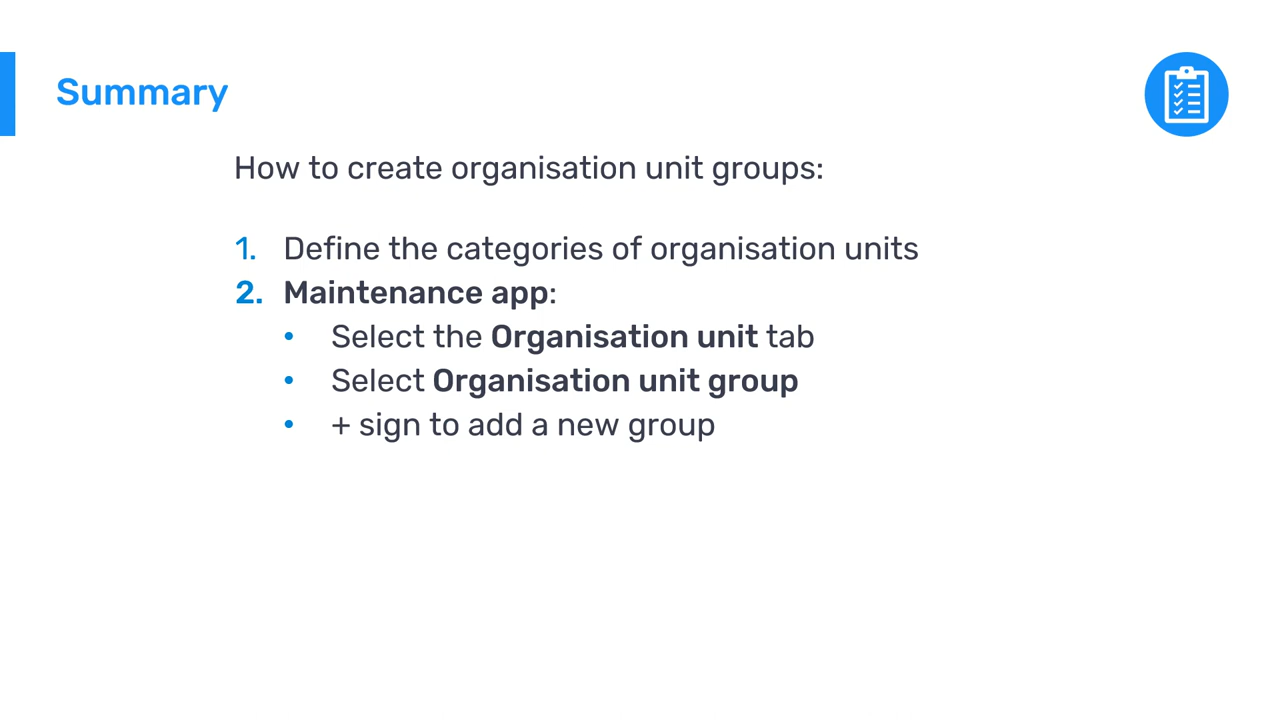 Summary
How to create organisation unit groups:
1. Define the categories of organisation units
2. Maintenance app:
• Select the Organisation unit tab
• Select Organisation unit group
• + sign to add a new group